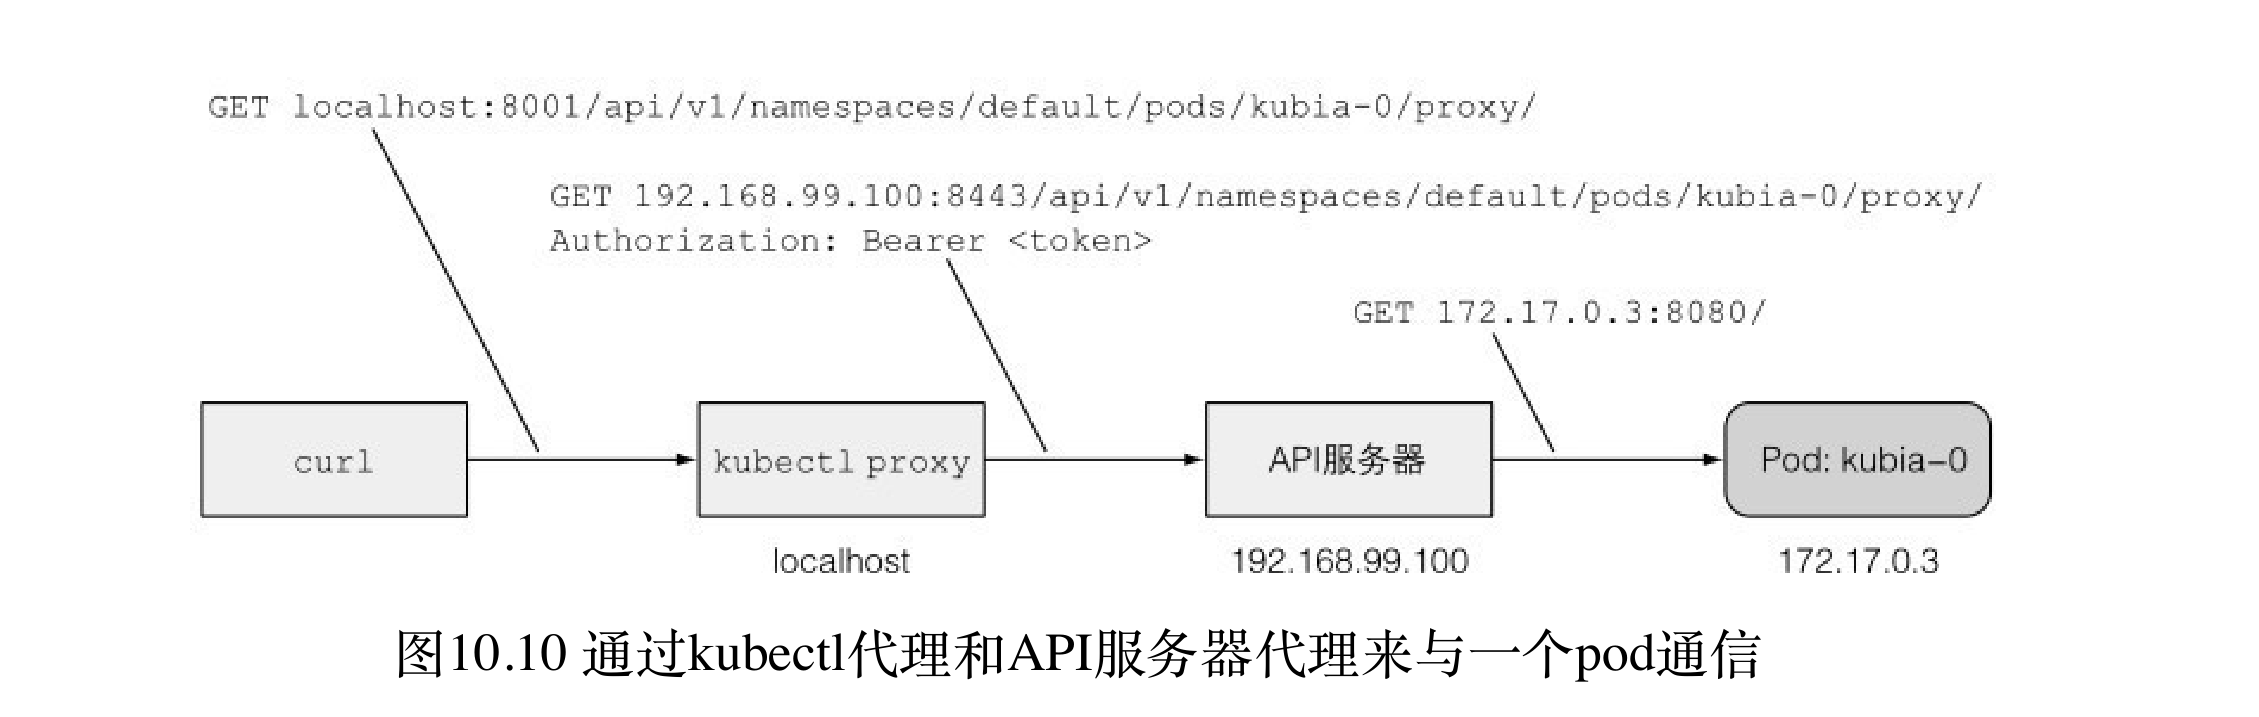 GET localhost:8001/api/v1/namespaces/default/pods/kubia-0/proxy/
GET 192.168.99.100:8443/api/v1/namespaces/default/pods/kubia-0/proxy/
Authorization: Bearer <token>
GET 172.17.0.3:8080/
curl
kubectl proxy
API服务器
Pod: kubia-0
localhost
192.168.99.100
172.17.0.3
图10.10 通过kubectl代理和API服务器代理来与一个pod通信